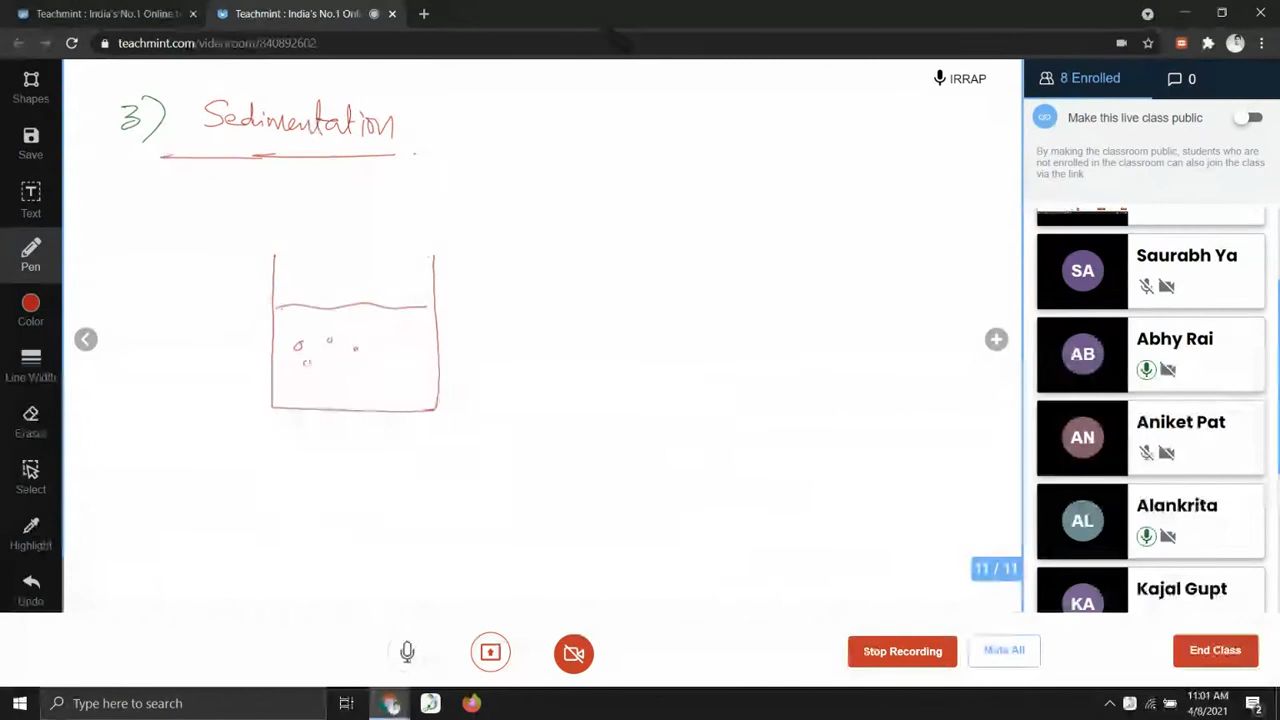 Teachmint : India's No.1 Online t
Teachmint : India's No.1 Onl
teachmint.com/videoroom/840892602
Shapes
Save
T
Text
Pen
Color
Line Width
Select
Highlight
Undo
3) Sedimentation
IRRAP
11 / 11
8 Enrolled
0
Make this live class public
By making the classroom public, students who are
not enrolled in the classroom can also join the class
via the link
SA
Saurabh Ya
AB
Abhy Rai
AN
Aniket Pat
AL
Alankrita
KA
Kajal Gupt
Stop Recording
Mute All
End Class
Type here to search
11:01 AM
4/8/2021
2